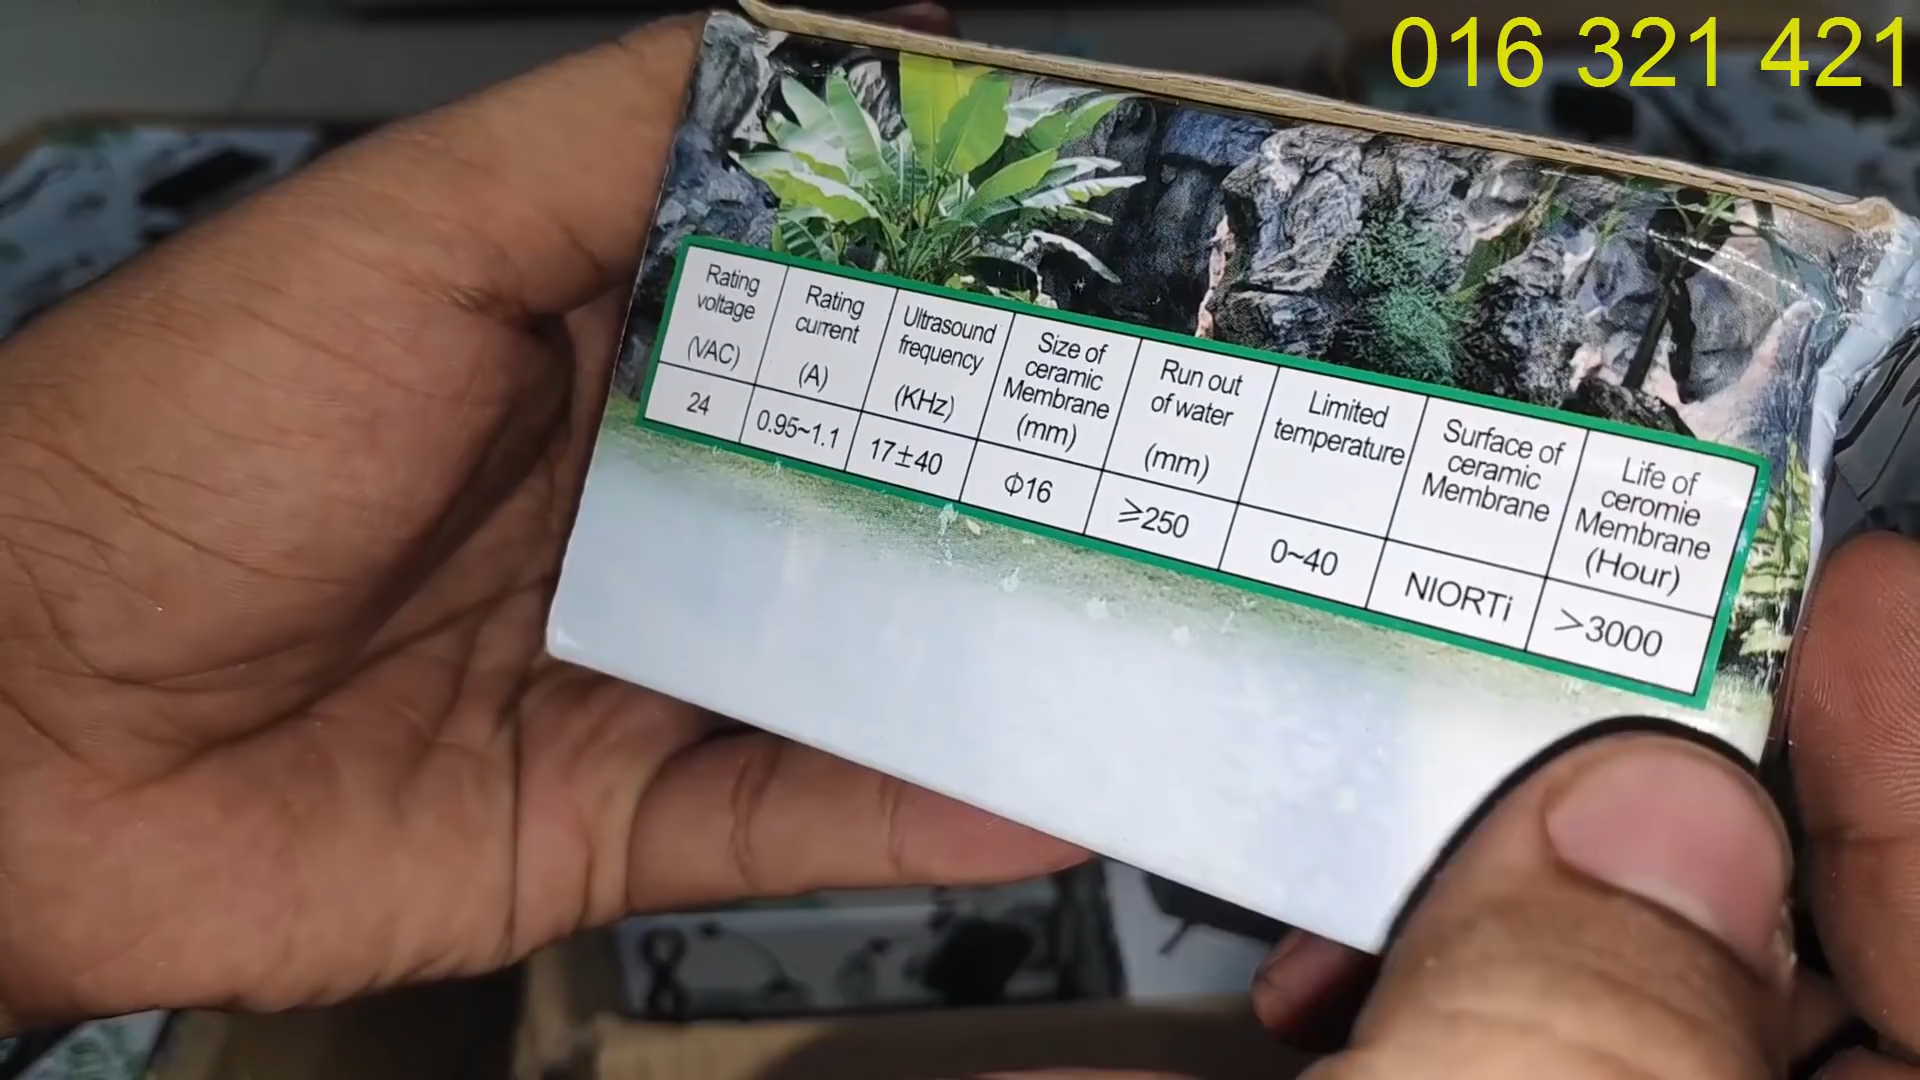 016 321 421
Rating
voltage
(VAC)
Rating
current
(A)
Ultrasound
frequency
(KHz)
Size of
ceramic
Membrane
(mm)
Run out
of water
(mm)
Limited
temperature
Surface of
ceramic
Membrane
Life of
ceromie
Membrane
(Hour)
24
0.95~1.1
17±40
Φ16
≥250
0~40
NIORTi
>3000